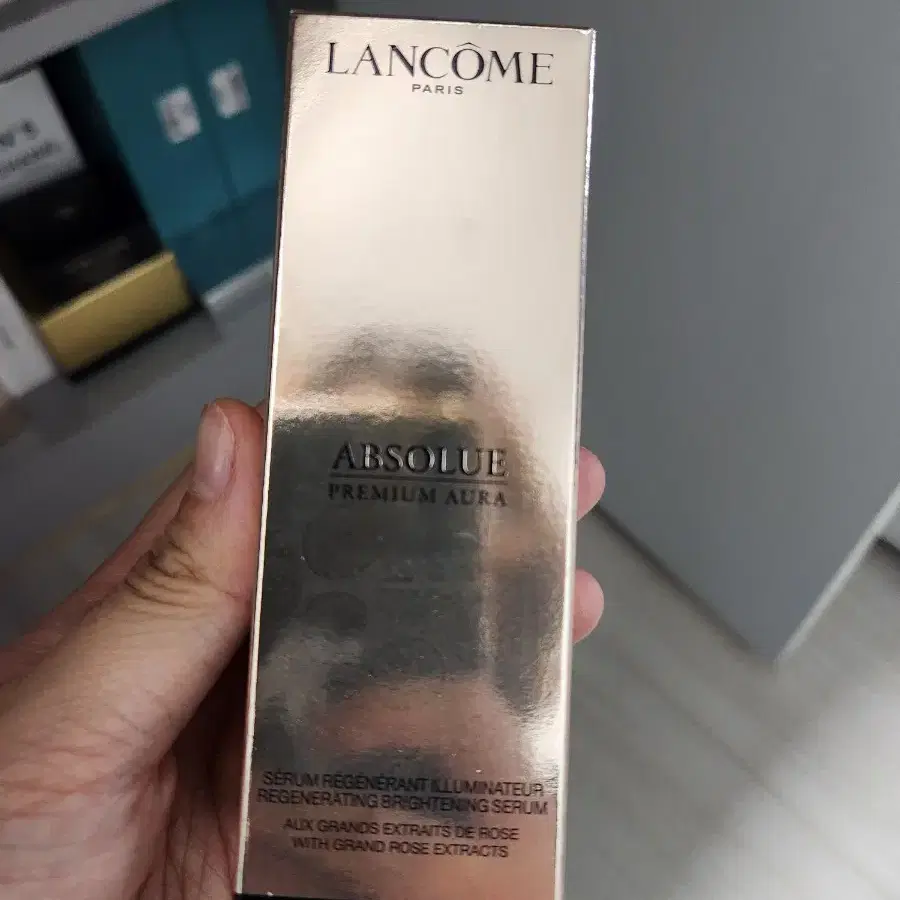 LANCÔME
PARIS
ABSOLUE
PREMIUM AURA
SÉRUM RÉGÉNÉRANT ILLUMINATEUR
REGENERATING BRIGHTENING SERUM
AUX GRANDS EXTRAITS DE ROSE
WITH GRAND ROSE EXTRACTS